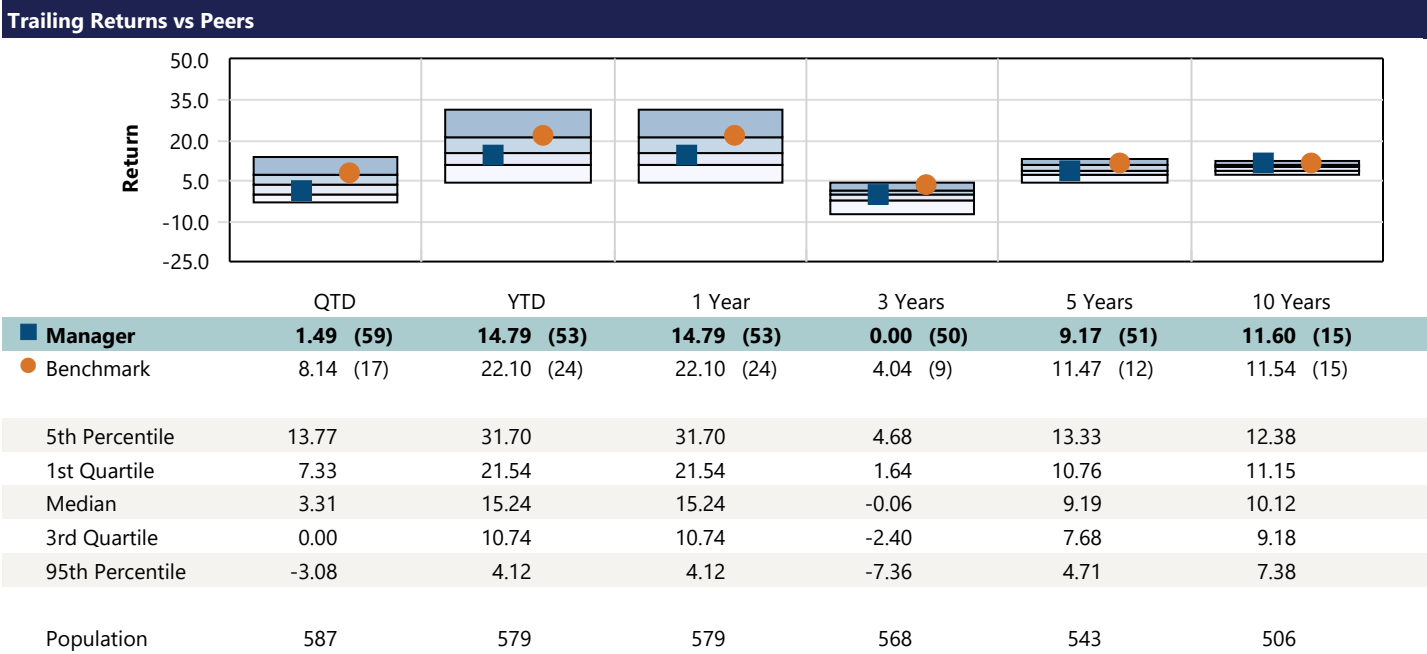 Trailing Returns vs Peers
50.0
35.0
20.0
5.0
-10.0
-25.0
Return
QTD YTD 1 Year 3 Years 5 Years 10 Years
Manager 1.49 (59) 14.79 (53) 14.79 (53) 0.00 (50) 9.17 (51) 11.60 (15)
Benchmark 8.14 (17) 22.10 (24) 22.10 (24) 4.04 (9) 11.47 (12) 11.54 (15)
5th Percentile 13.77 31.70 31.70 4.68 13.33 12.38
1st Quartile 7.33 21.54 21.54 1.64 10.76 11.15
Median 3.31 15.24 15.24 -0.06 9.19 10.12
3rd Quartile 0.00 10.74 10.74 -2.40 7.68 9.18
95th Percentile -3.08 4.12 4.12 -7.36 4.71 7.38
Population 587 579 579 568 543 506